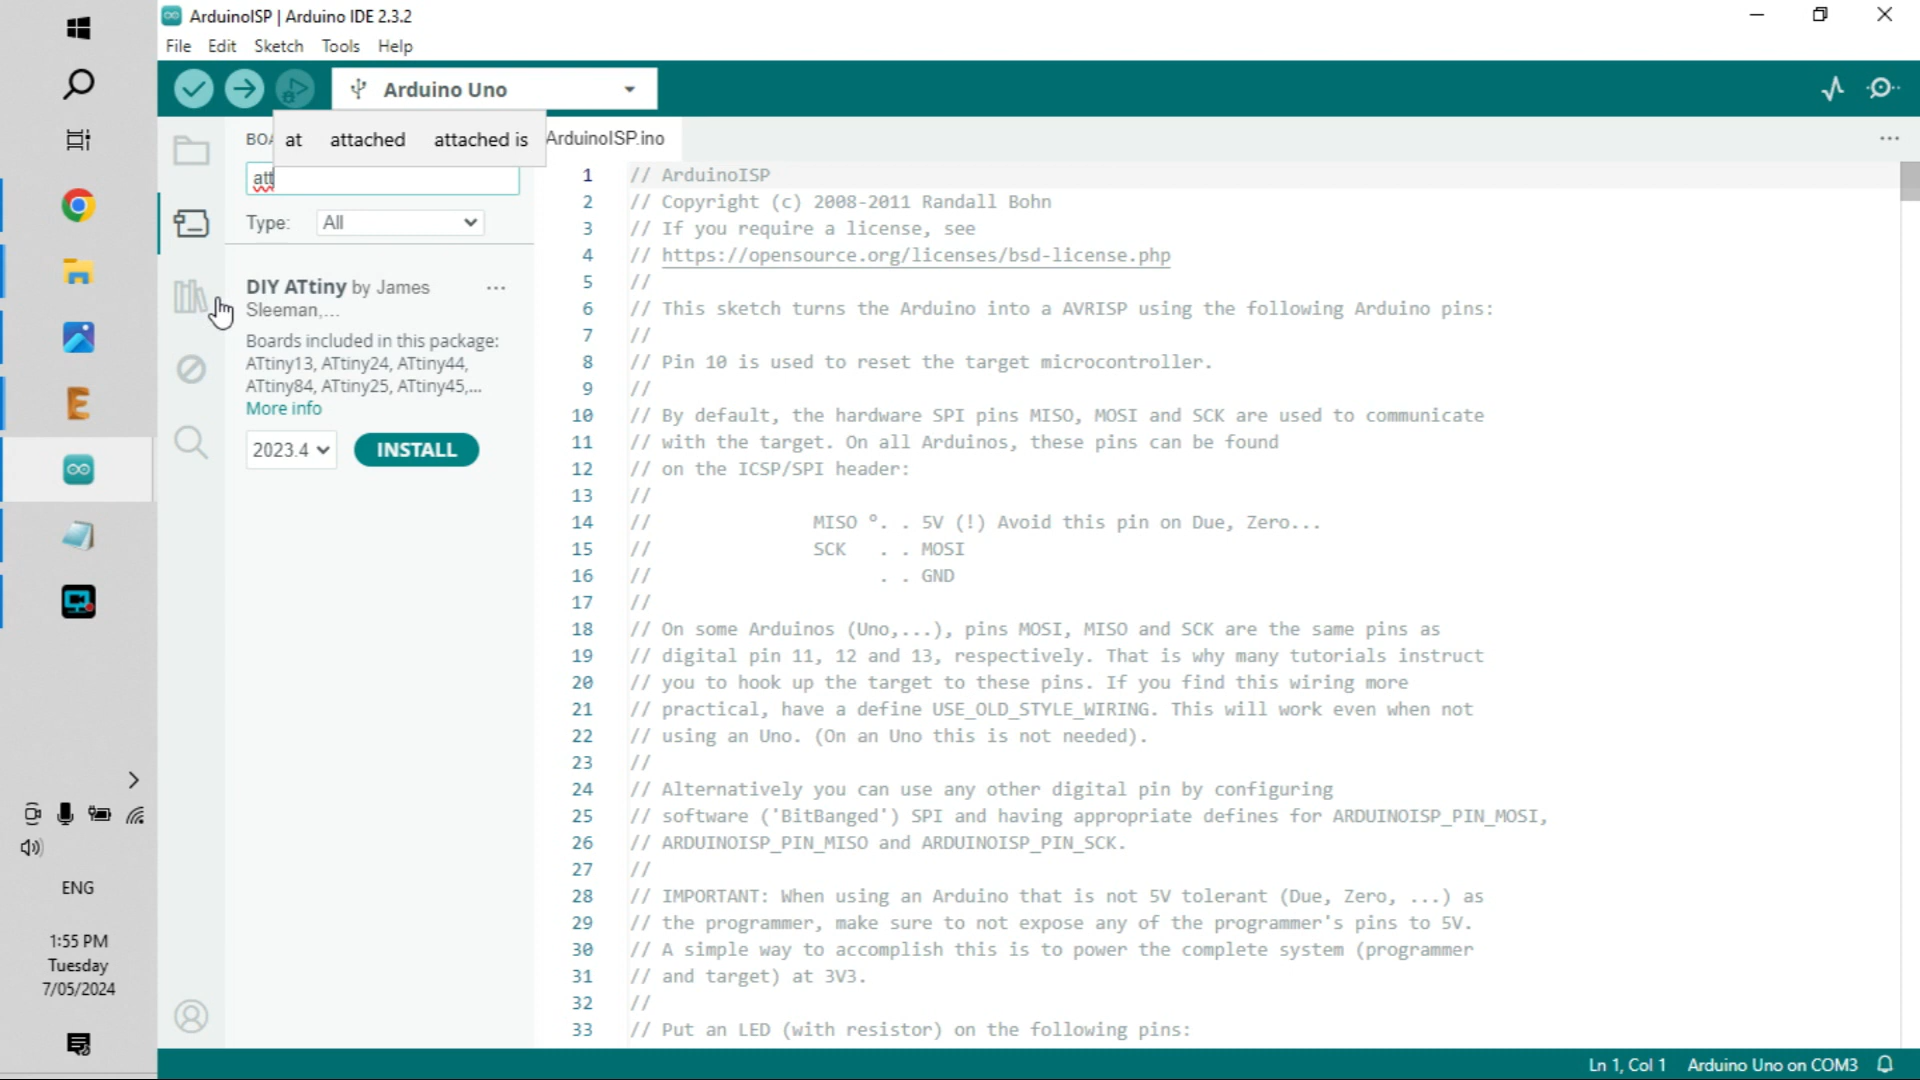 ArduinoISP | Arduino IDE 2.3.2
File Edit Sketch Tools Help
Arduino Uno
at attached attached is
ArduinoISP.ino
att
Type: All
DIY ATtiny by James
Sleeman,...
Boards included in this package:
ATtiny13, ATtiny24, ATtiny44,
ATtiny84, ATtiny25, ATtiny45,...
More info
2023.4 INSTALL
1 // ArduinoISP
2 // Copyright (c) 2008-2011 Randall Bohn
3 // If you require a license, see
4 // https://opensource.org/licenses/bsd-license.php
5 //
6 // This sketch turns the Arduino into a AVRISP using the following Arduino pins:
7 //
8 // Pin 10 is used to reset the target microcontroller.
9 //
10 // By default, the hardware SPI pins MISO, MOSI and SCK are used to communicate
11 // with the target. On all Arduinos, these pins can be found
12 // on the ICSP/SPI header:
13 //
14 // MISO °. . 5V (!) Avoid this pin on Due, Zero...
15 // SCK . . MOSI
16 // . . GND
17 //
18 // On some Arduinos (Uno,...), pins MOSI, MISO and SCK are the same pins as
19 // digital pin 11, 12 and 13, respectively. That is why many tutorials instruct
20 // you to hook up the target to these pins. If you find this wiring more
21 // practical, have a define USE_OLD_STYLE_WIRING. This will work even when not
22 // using an Uno. (On an Uno this is not needed).
23 //
24 // Alternatively you can use any other digital pin by configuring
25 // software ('BitBanged') SPI and having appropriate defines for ARDUINOISP_PIN_MOSI,
26 // ARDUINOISP_PIN_MISO and ARDUINOISP_PIN_SCK.
27 //
28 // IMPORTANT: When using an Arduino that is not 5V tolerant (Due, Zero, ...) as
29 // the programmer, make sure to not expose any of the programmer's pins to 5V.
30 // A simple way to accomplish this is to power the complete system (programmer
31 // and target) at 3V3.
32 //
33 // Put an LED (with resistor) on the following pins:
ENG
1:55 PM
Tuesday
7/05/2024
Ln 1, Col 1 Arduino Uno on COM3